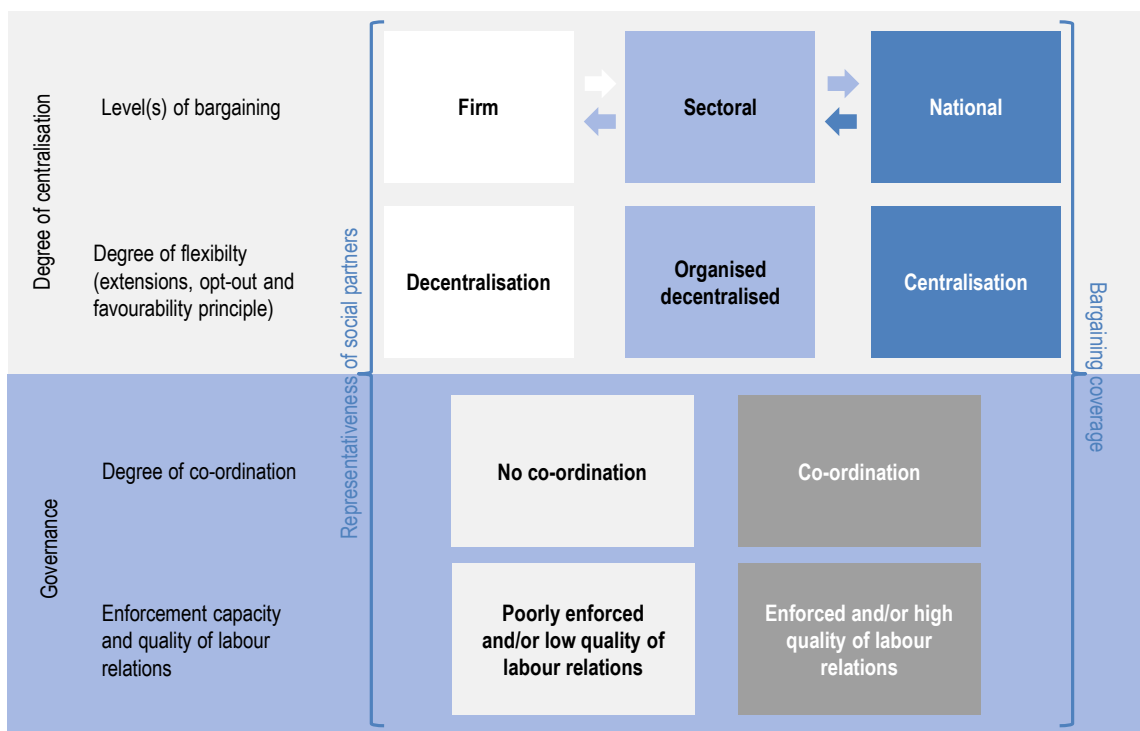 Degree of centralisation
Level(s) of bargaining
Firm
Sectoral
National
Degree of flexibilty
(extensions, opt-out and
favourability principle)
Decentralisation
Organised
decentralised
Centralisation
Representativeness of social partners
Bargaining coverage
Governance
Degree of co-ordination
No co-ordination
Co-ordination
Enforcement capacity
and quality of labour
relations
Poorly enforced
and/or low quality of
labour relations
Enforced and/or high
quality of labour
relations